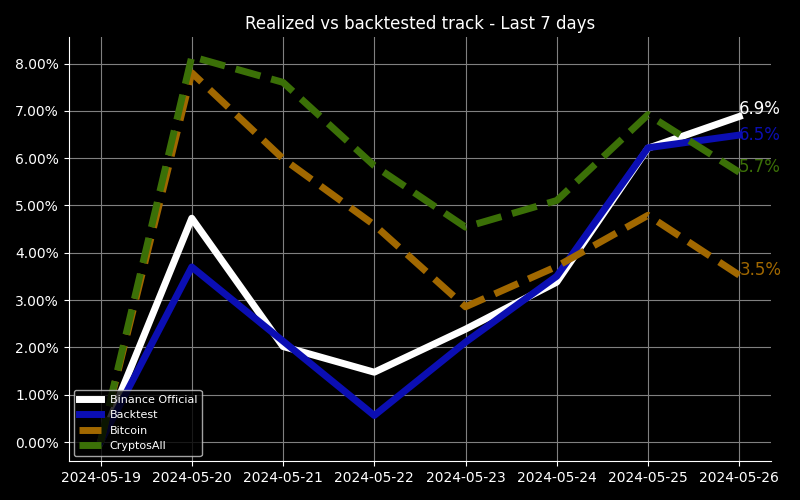 Realized vs backtested track - Last 7 days
8.00%
7.00%
6.00%
5.00%
4.00%
3.00%
2.00%
1.00%
0.00%
6.9%
6.5%
5.7%
3.5%
Binance Official
Backtest
Bitcoin
CryptosAll
2024-05-19 2024-05-20 2024-05-21 2024-05-22 2024-05-23 2024-05-24 2024-05-25 2024-05-26